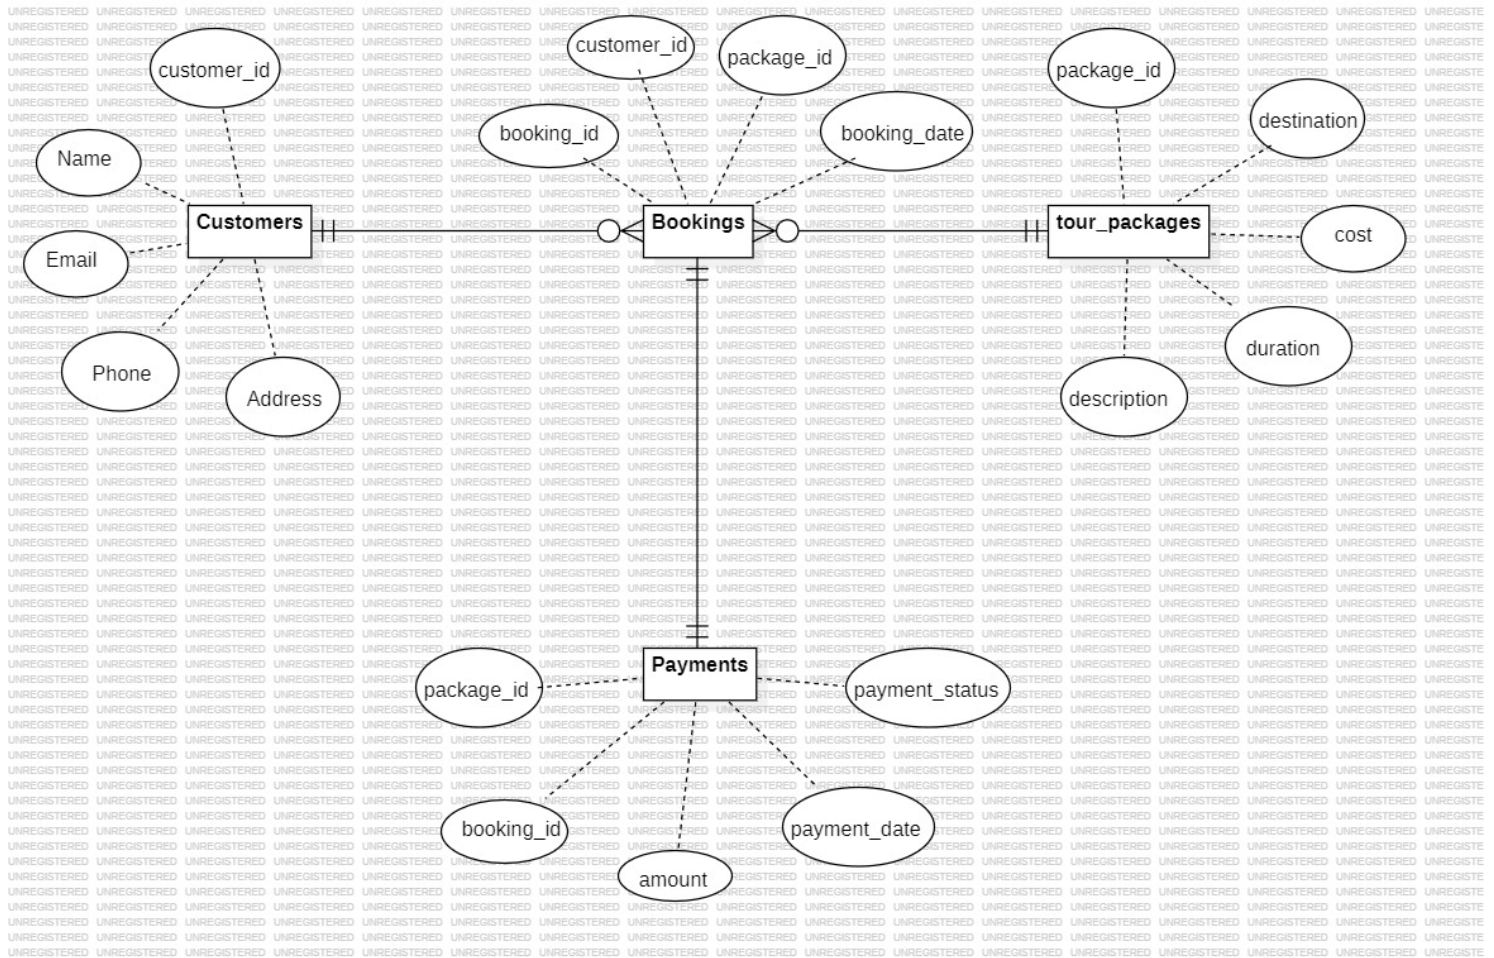 customer_id
Name
Email
Phone
Address
Customers
customer_id
package_id
booking_id
booking_date
Bookings
package_id
destination
tour_packages
cost
duration
description
Payments
package_id
payment_status
booking_id
payment_date
amount
UNREGISTERED